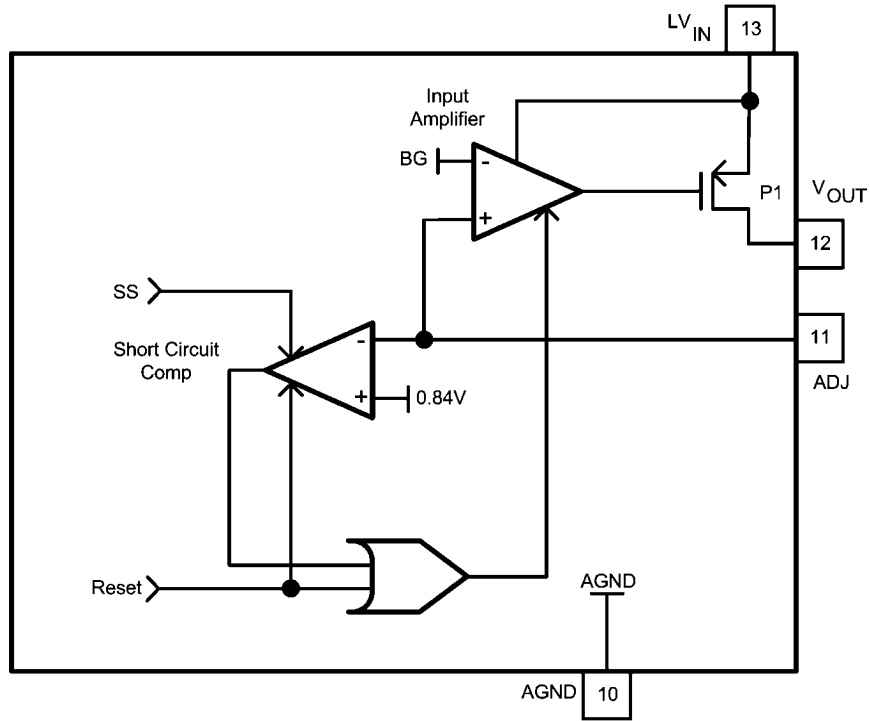 LV IN
13
Input
Amplifier
BG
-
+
P1
V OUT
12
SS
Short Circuit
Comp
-
+
0.84V
11
ADJ
Reset
AGND
AGND
10